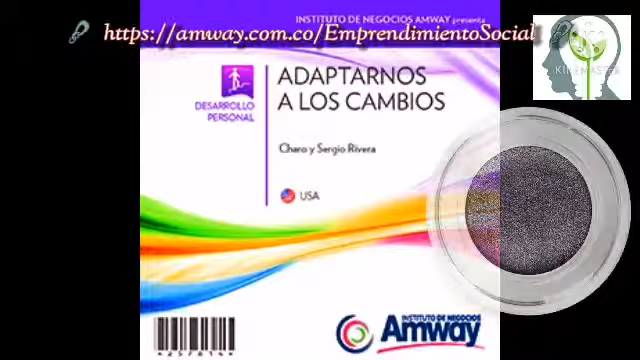 INSTITUTO DE NEGOCIOS AMWAY presenta
https://amway.com.co/EmprendimientoSocial
KINEMASTER
ADAPTARNOS
A LOS CAMBIOS
DESARROLLO
PERSONAL
Charo y Sergio Rivera
USA
INSTITUTO DE NEGOCIOS
Amway